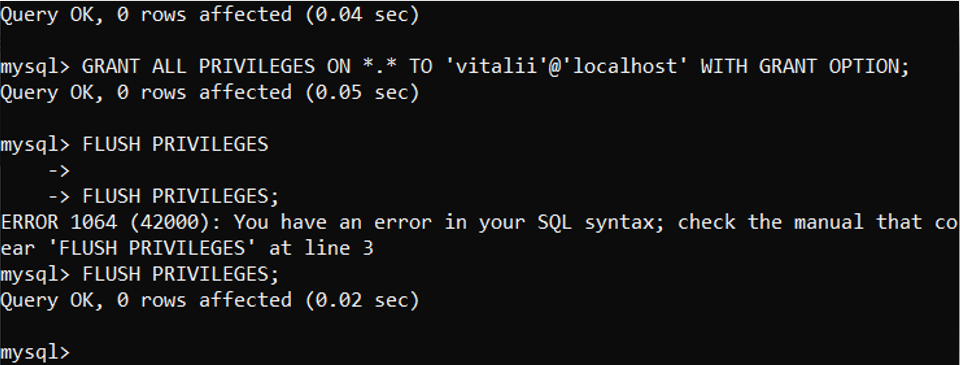 Query OK, 0 rows affected (0.04 sec)
mysql> GRANT ALL PRIVILEGES ON *.* TO 'vitalii'@'localhost' WITH GRANT OPTION;
Query OK, 0 rows affected (0.05 sec)
mysql> FLUSH PRIVILEGES
->
-> FLUSH PRIVILEGES;
ERROR 1064 (42000): You have an error in your SQL syntax; check the manual that co
ear 'FLUSH PRIVILEGES' at line 3
mysql> FLUSH PRIVILEGES;
Query OK, 0 rows affected (0.02 sec)
mysql>